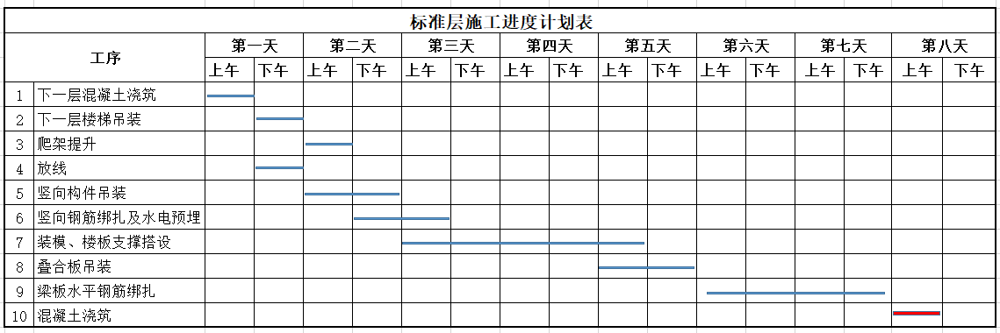 标准层施工进度计划表
工序 第一天 第二天 第三天 第四天 第五天 第六天 第七天 第八天
上午 下午 上午 下午 上午 下午 上午 下午 上午 下午 上午 下午 上午 下午 上午 下午
1 下一层混凝土浇筑
2 下一层楼梯吊装
3 爬架提升
4 放线
5 竖向构件吊装
6 竖向钢筋绑扎及水电预埋
7 装模、楼板支撑搭设
8 叠合板吊装
9 梁板水平钢筋绑扎
10 混凝土浇筑